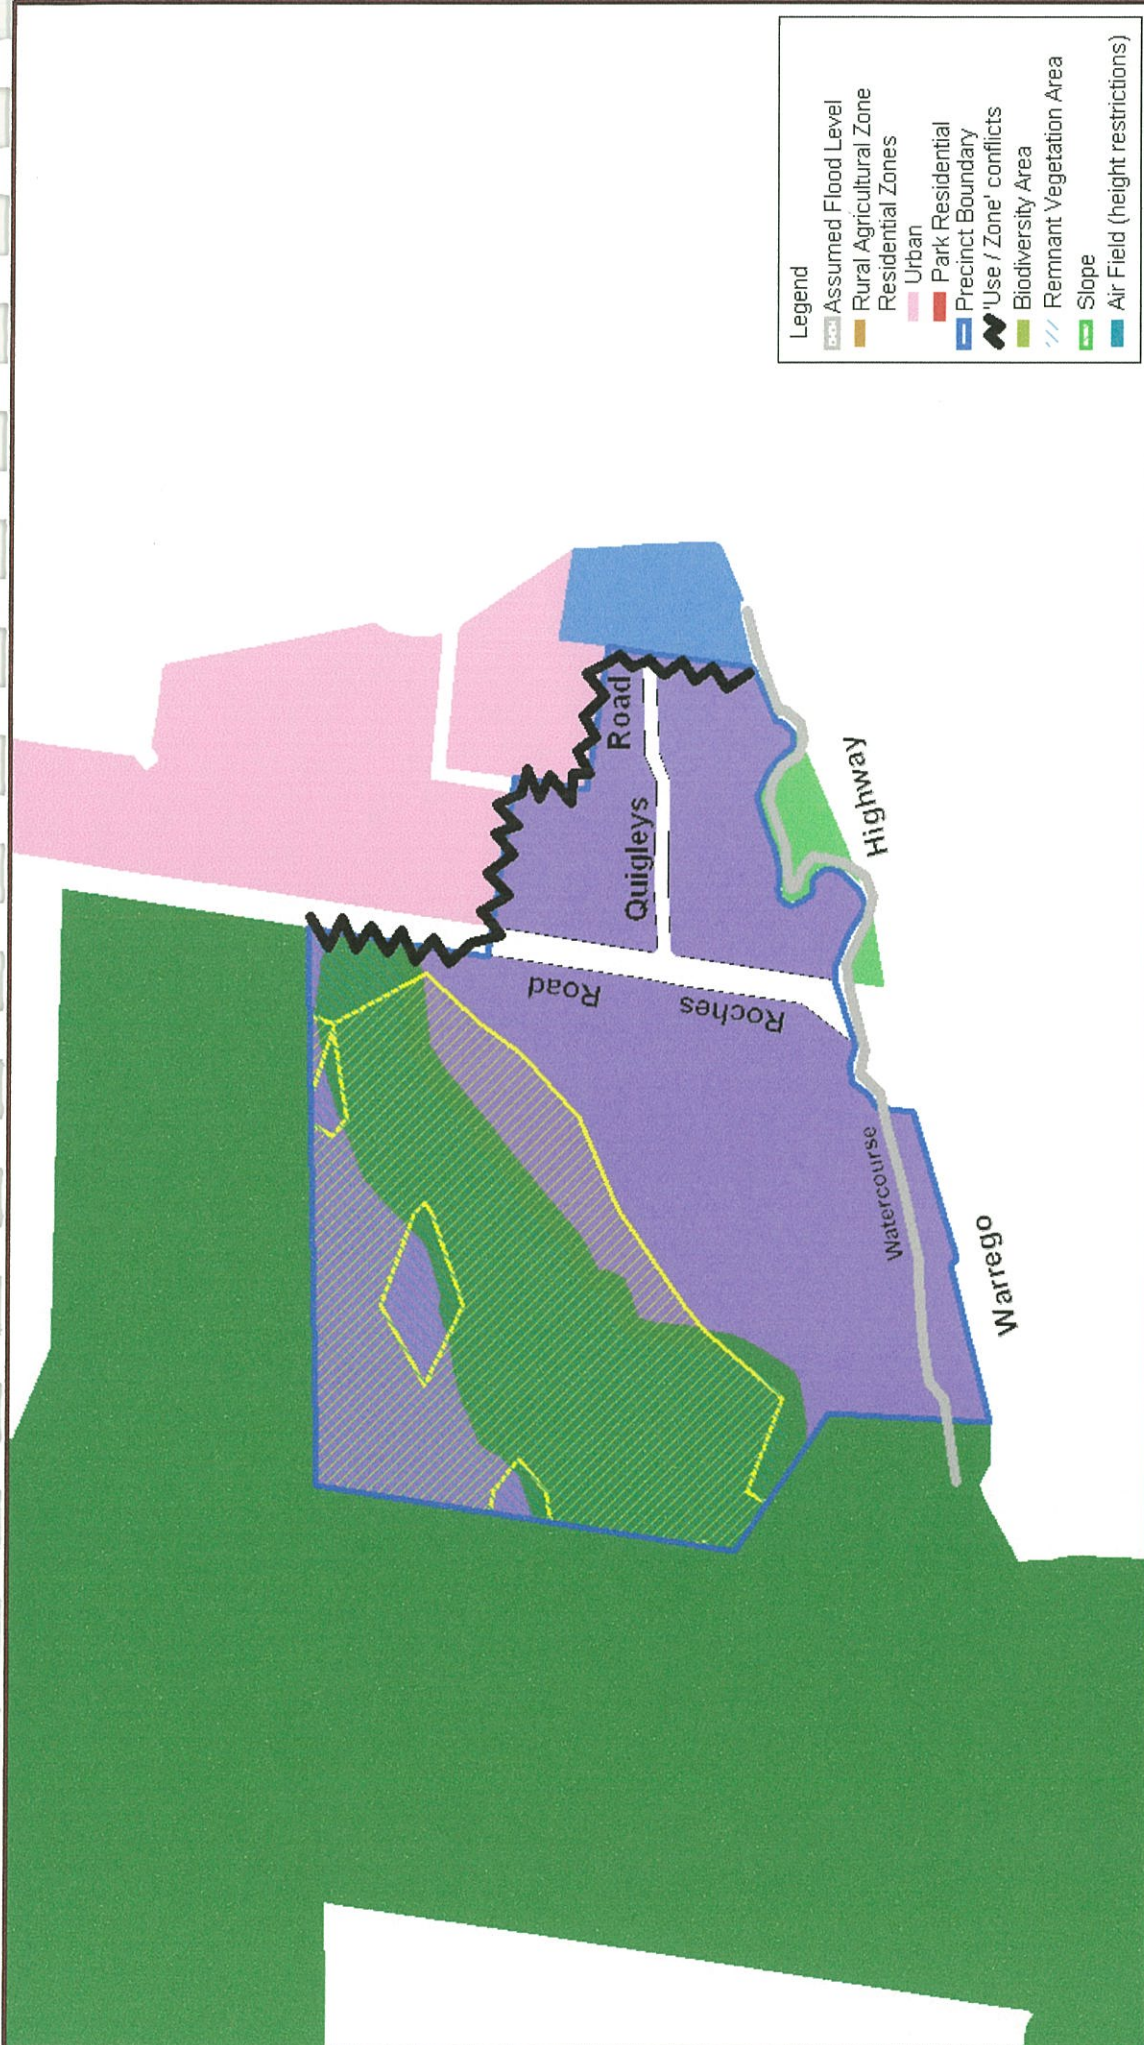 Road
Quigleys
Road
Roches
Highway
Watercourse
Warrego
Legend
Assumed Flood Level
Rural Agricultural Zone
Residential Zones
Urban
Park Residential
Precinct Boundary
'Use / Zone' conflicts
Biodiversity Area
Remnant Vegetation Area
Slope
Air Field (height restrictions)